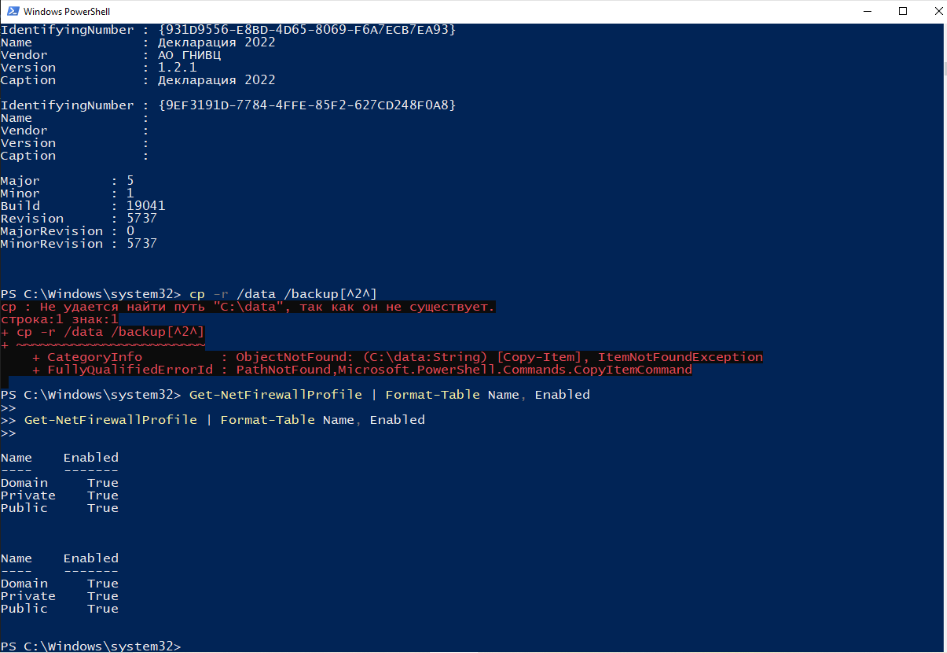 Windows PowerShell
IdentifyingNumber : {931D9556-E8BD-4D65-8069-F6A7ECB7EA93}
Name              : Декларация 2022
Vendor            : АО ГНИВЦ
Version           : 1.2.1
Caption           : Декларация 2022
IdentifyingNumber : {9EF3191D-7784-4FFE-85F2-627CD248F0A8}
Name              :
Vendor            :
Version           :
Caption           :
Major         : 5
Minor         : 1
Build         : 19041
Revision      : 5737
MajorRevision : 0
MinorRevision : 5737
PS C:\Windows\system32> cp -r /data /backup[^2^]
cp : Не удается найти путь "C:\data", так как он не существует.
строка:1 знак:1
+ cp -r /data /backup[^2^]
+ ~~~~~~~~~~~~~~~~~~~~~~~~
    + CategoryInfo          : ObjectNotFound: (C:\data:String) [Copy-Item], ItemNotFoundException
    + FullyQualifiedErrorId : PathNotFound,Microsoft.PowerShell.Commands.CopyItemCommand
PS C:\Windows\system32> Get-NetFirewallProfile | Format-Table Name, Enabled
>>
>> Get-NetFirewallProfile | Format-Table Name, Enabled
>>
Name    Enabled
----    -------
Domain     True
Private    True
Public     True
Name    Enabled
----    -------
Domain     True
Private    True
Public     True
PS C:\Windows\system32>